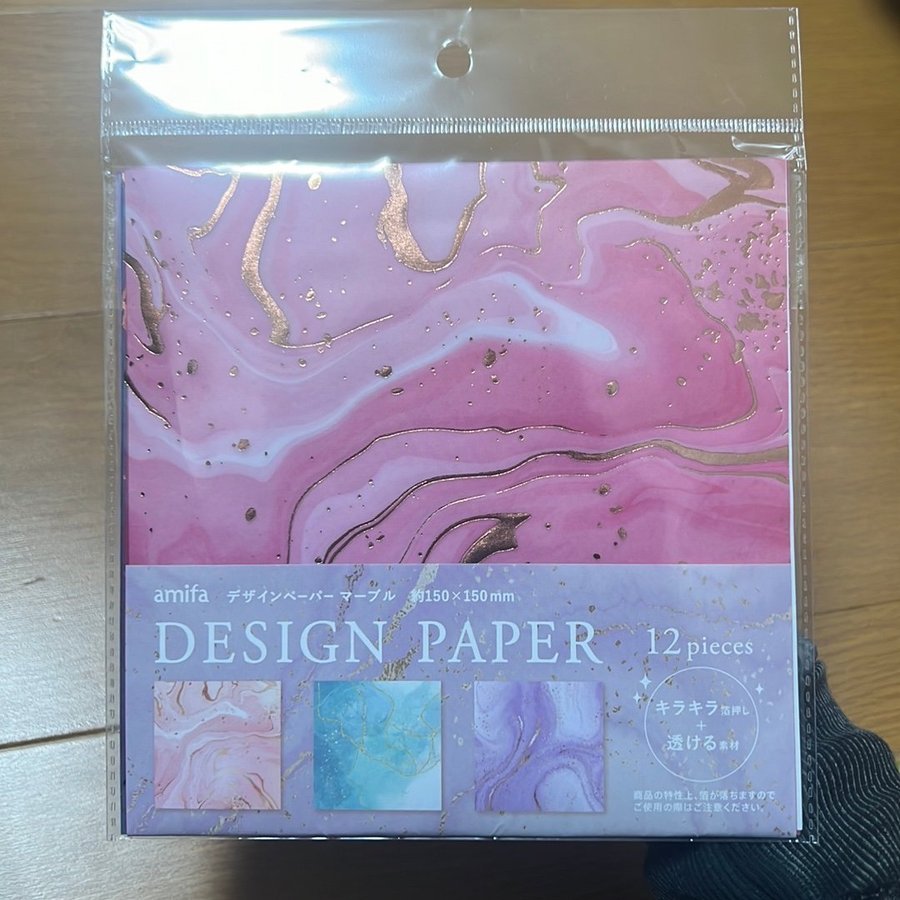 amifa デザインペーパー マーブル 約150×150mm
DESIGN PAPER 12 pieces
キラキラ箔押し
+
透ける素材
商品の特性上、箔が落ちますので
ご使用の際はご注意ください。